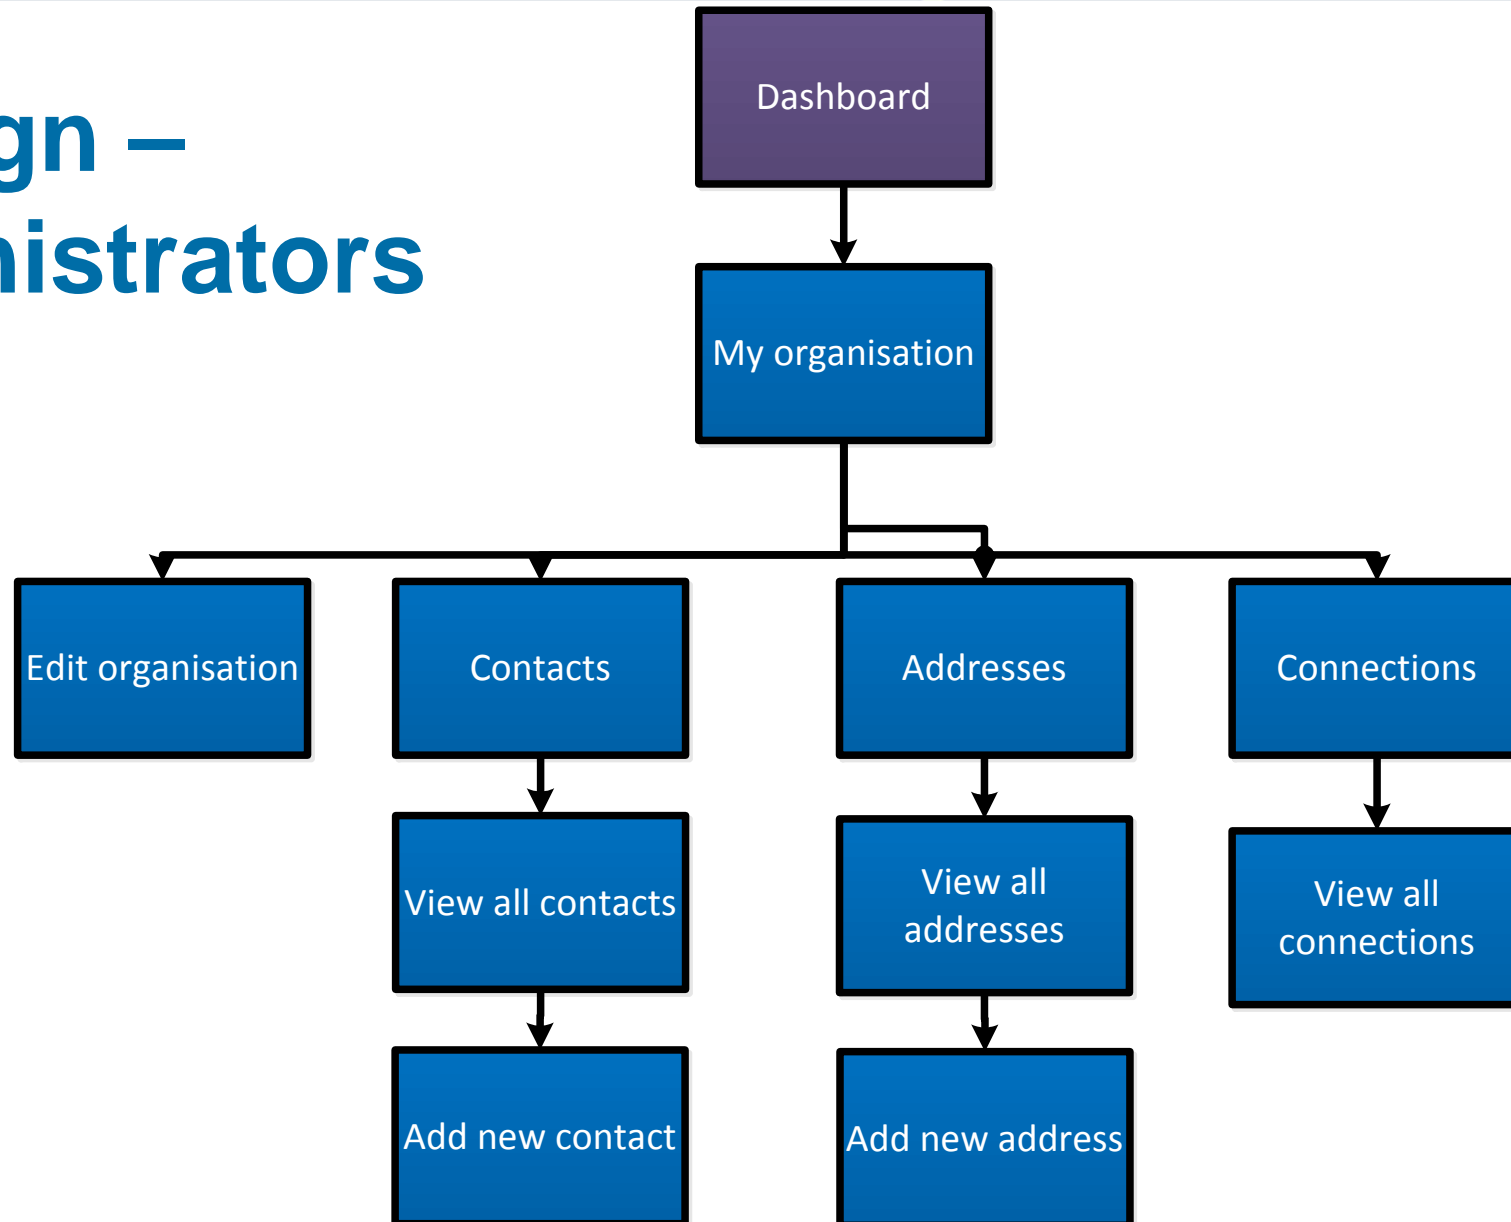 gn –
nistrators
Dashboard
My organisation
Edit organisation
Contacts
Addresses
Connections
View all contacts
View all
addresses
View all
connections
Add new contact
Add new address